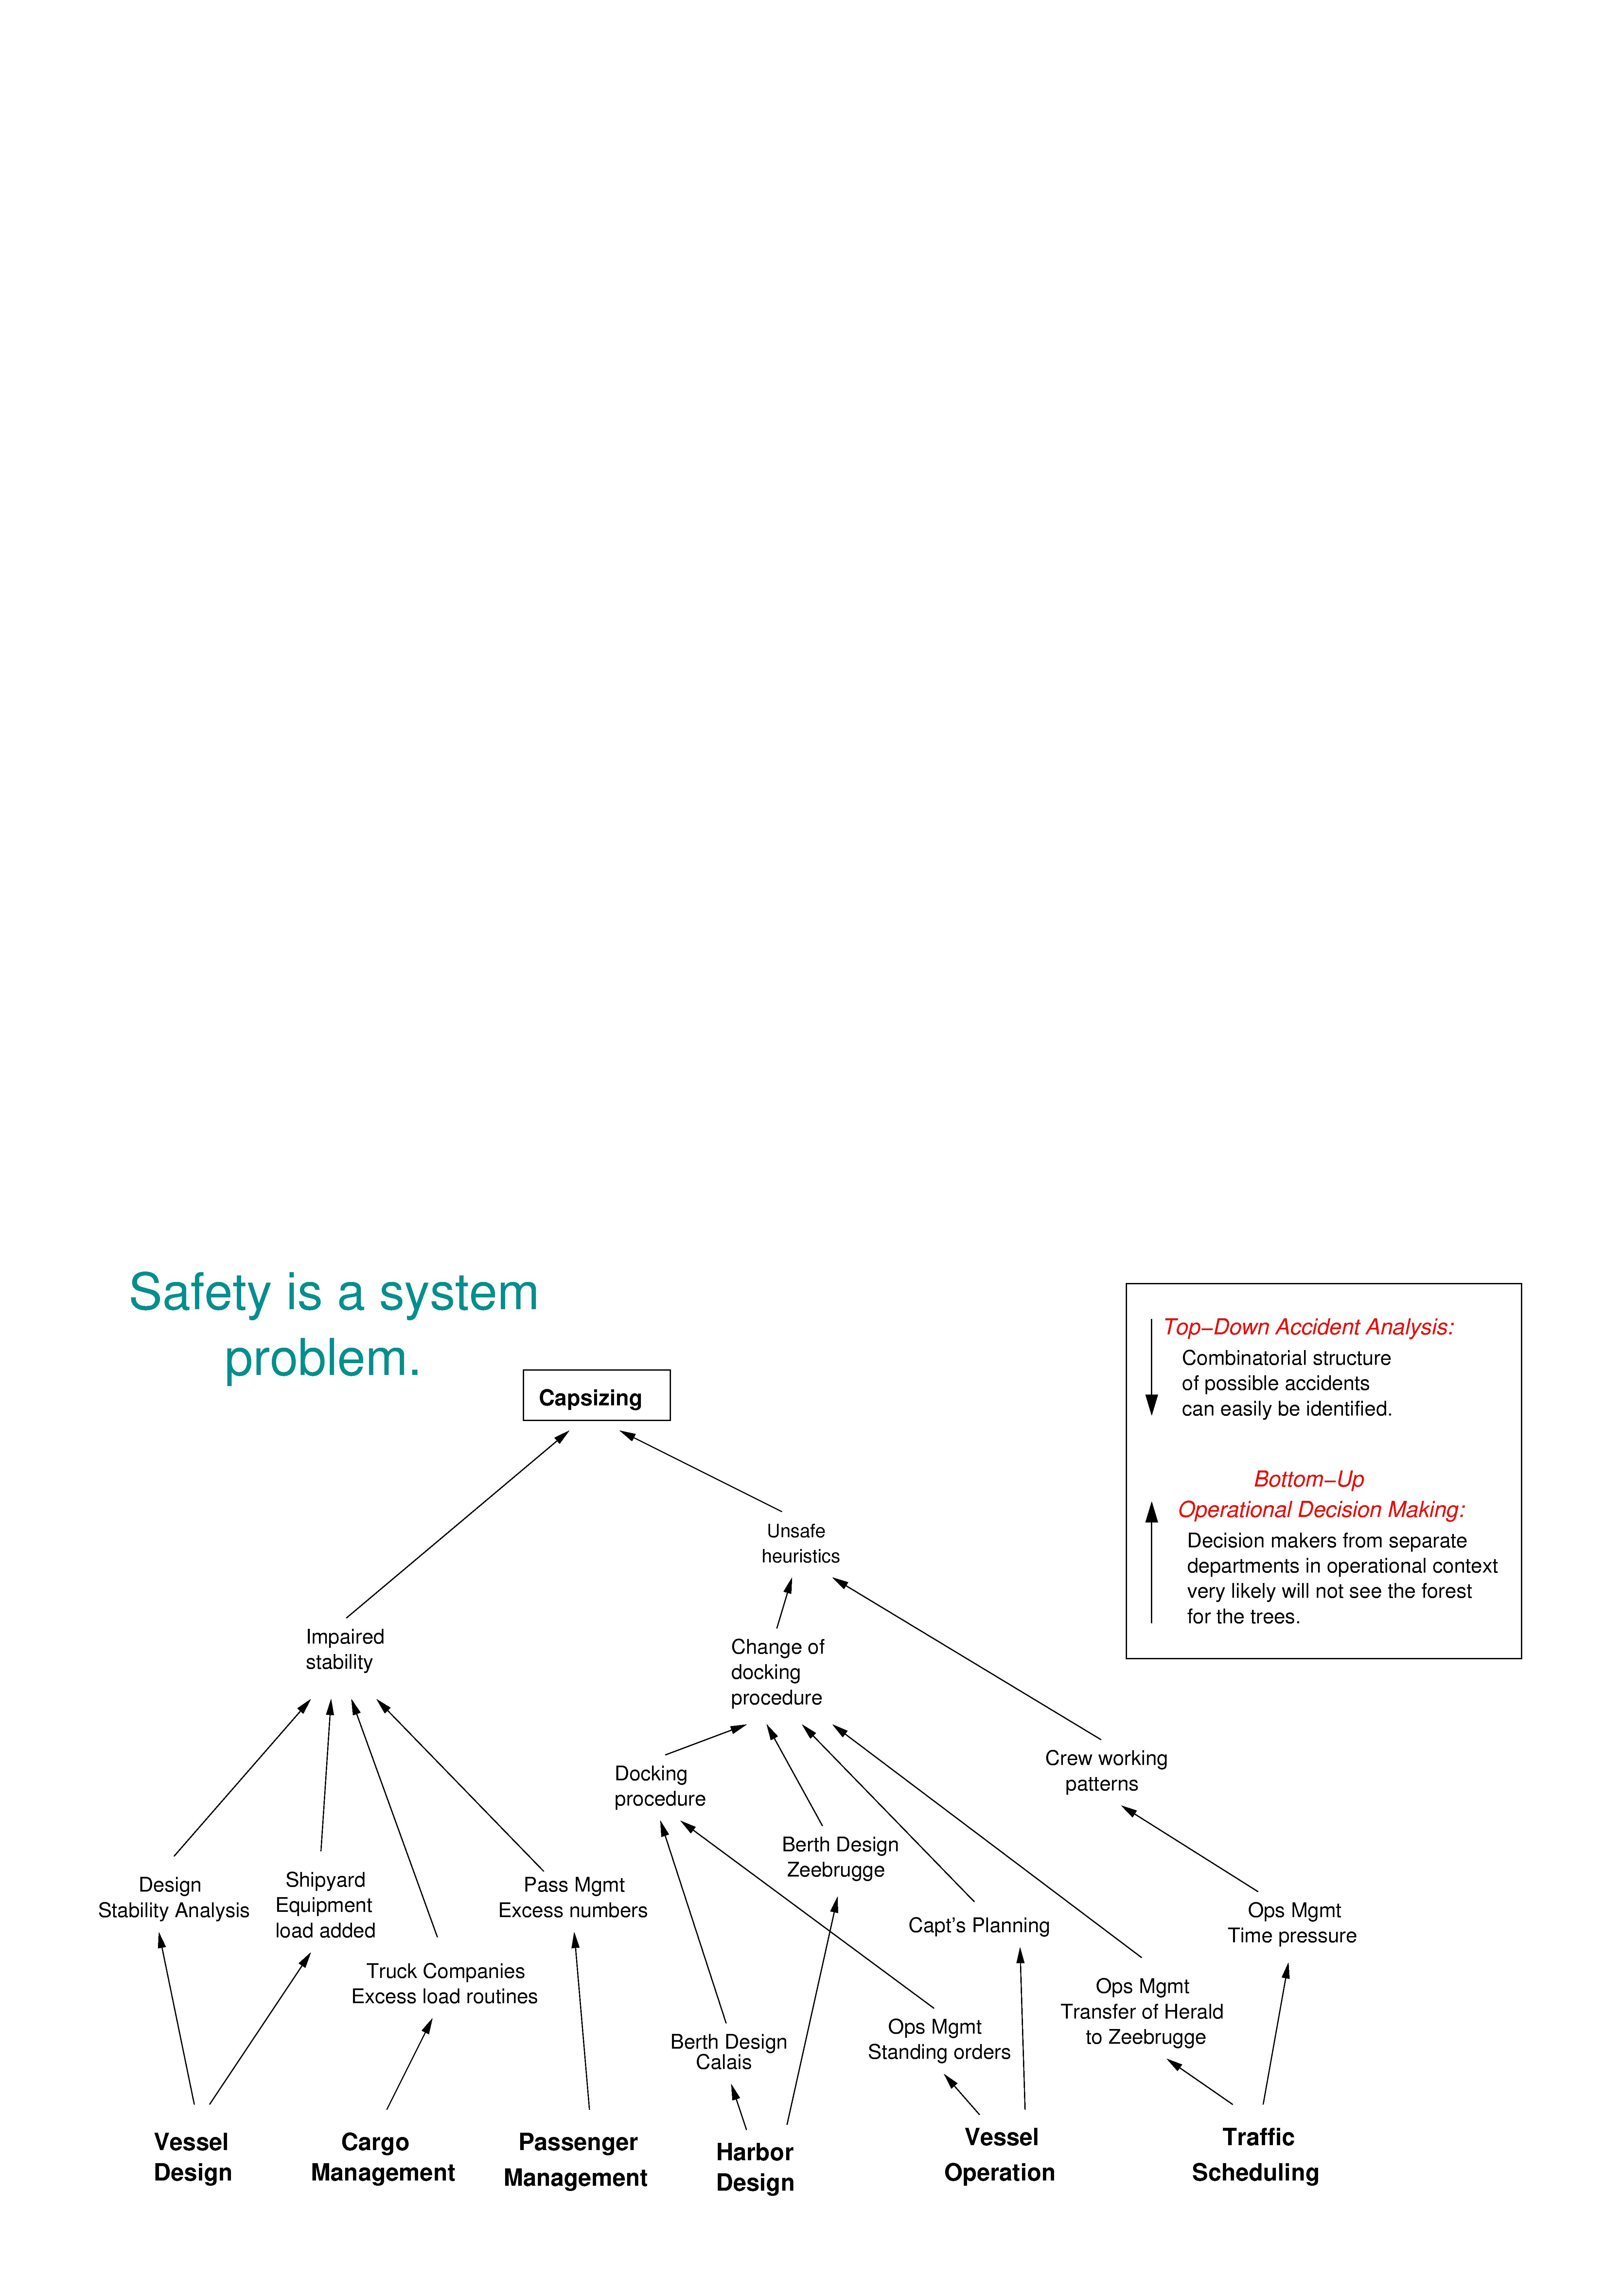 Safety is a system
problem.
Capsizing
Top–Down Accident Analysis:
Combinatorial structure
of possible accidents
can easily be identified.
Bottom–Up
Operational Decision Making:
Decision makers from separate
departments in operational context
very likely will not see the forest
for the trees.
Unsafe
heuristics
Impaired
stability
Change of
docking
procedure
Crew working
patterns
Docking
procedure
Berth Design
Zeebrugge
Design
Stability Analysis
Shipyard
Equipment
load added
Pass Mgmt
Excess numbers
Capt's Planning
Ops Mgmt
Time pressure
Truck Companies
Excess load routines
Ops Mgmt
Transfer of Herald
to Zeebrugge
Berth Design
Calais
Ops Mgmt
Standing orders
Vessel
Design
Cargo
Management
Passenger
Management
Harbor
Design
Vessel
Operation
Traffic
Scheduling